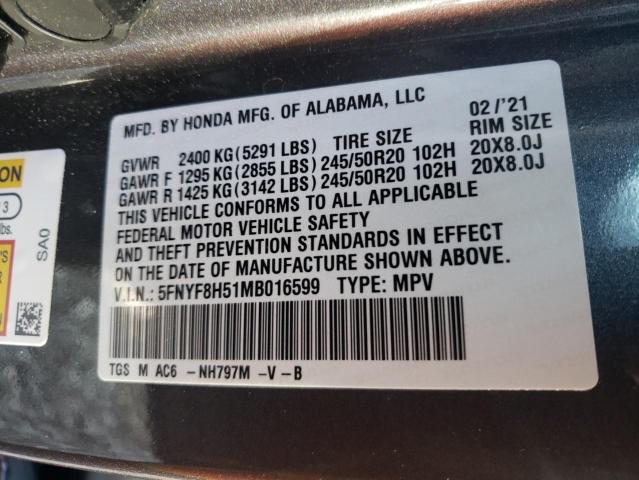 MFD. BY HONDA MFG. OF ALABAMA, LLC 02/'21
GVWR 2400 KG(5291 LBS) TIRE SIZE RIM SIZE
GAWR F 1295 KG(2855 LBS) 245/50R20 102H 20X8.0J
GAWR R 1425 KG(3142 LBS) 245/50R20 102H 20X8.0J
THIS VEHICLE CONFORMS TO ALL APPLICABLE
FEDERAL MOTOR VEHICLE SAFETY
AND THEFT PREVENTION STANDARDS IN EFFECT
ON THE DATE OF MANUFACTURE SHOWN ABOVE.
V.I.N.: 5FNYF8H51MB016599 TYPE: MPV
TGS M AC6 -NH797M -V -B
SA0
3
lbs.